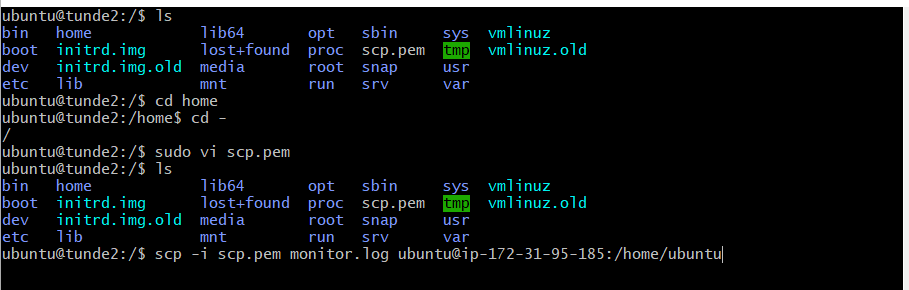 ubuntu@tunde2:/$ ls
bin home lib64 opt sbin sys vmlinuz
boot initrd.img lost+found proc scp.pem tmp vmlinuz.old
dev initrd.img.old media root snap usr
etc lib mnt run srv var
ubuntu@tunde2:/$ cd home
ubuntu@tunde2:/home$ cd -
/
ubuntu@tunde2:/$ sudo vi scp.pem
ubuntu@tunde2:/$ ls
bin home lib64 opt sbin sys vmlinuz
boot initrd.img lost+found proc scp.pem tmp vmlinuz.old
dev initrd.img.old media root snap usr
etc lib mnt run srv var
ubuntu@tunde2:/$ scp -i scp.pem monitor.log ubuntu@ip-172-31-95-185:/home/ubuntu